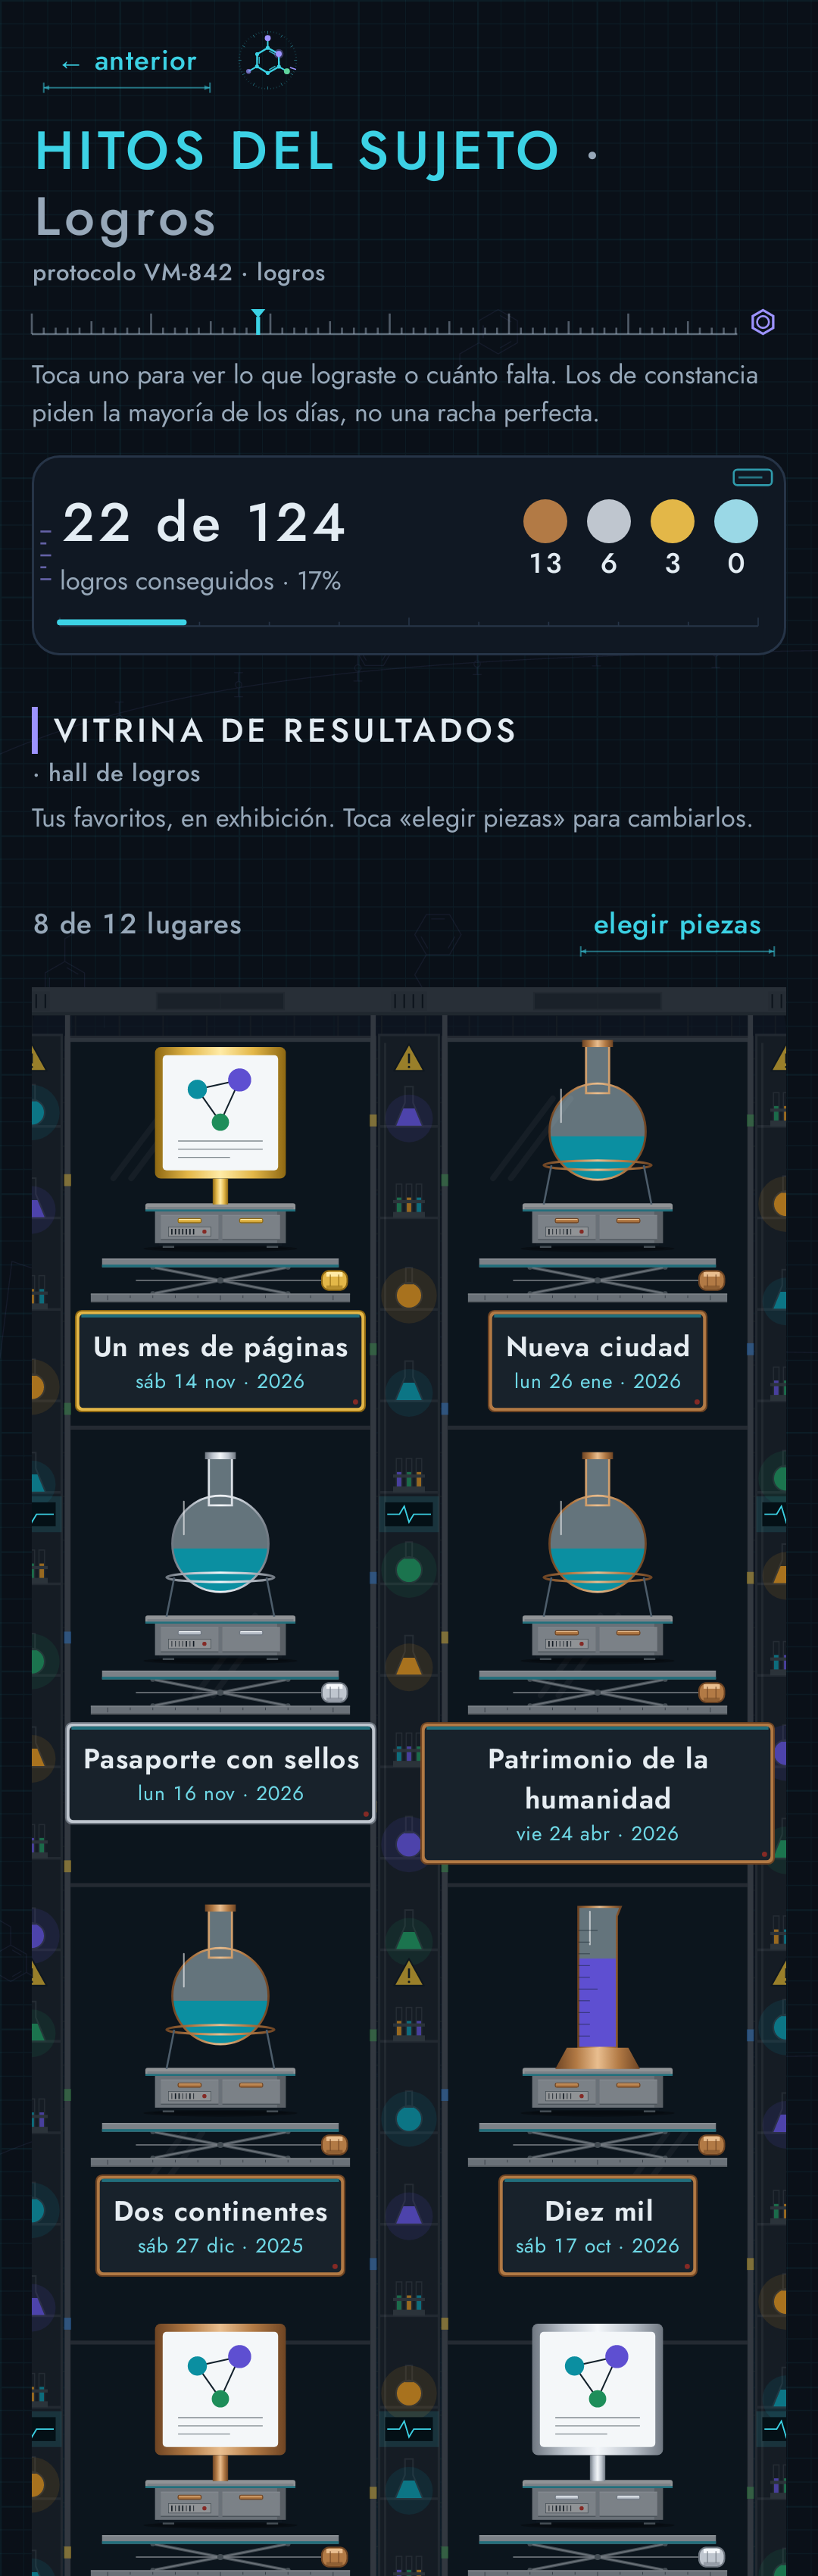 ← anterior
HITOS DEL SUJETO ·
Logros
protocolo VM-842 · logros
Toca uno para ver lo que lograste o cuánto falta. Los de constancia
piden la mayoría de los días, no una racha perfecta.
22 de 124
logros conseguidos · 17%
13 6 3 0
VITRINA DE RESULTADOS
· hall de logros
Tus favoritos, en exhibición. Toca «elegir piezas» para cambiarlos.
8 de 12 lugares
elegir piezas
Un mes de páginas
sáb 14 nov · 2026
Nueva ciudad
lun 26 ene · 2026
Pasaporte con sellos
lun 16 nov · 2026
Patrimonio de la
humanidad
vie 24 abr · 2026
Dos continentes
sáb 27 dic · 2025
Diez mil
sáb 17 oct · 2026